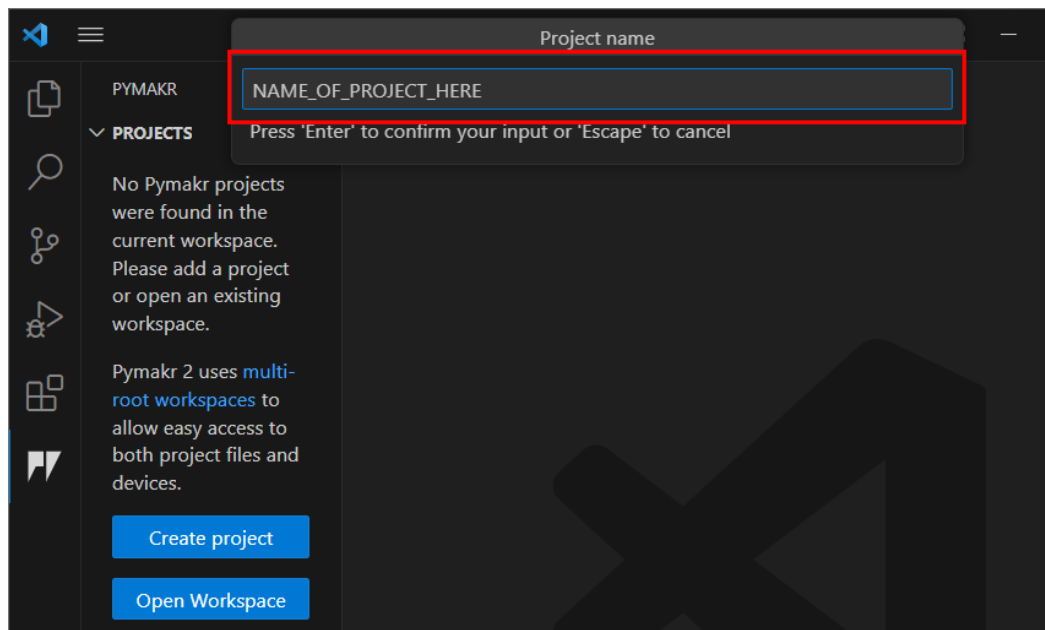 Project name
NAME_OF_PROJECT_HERE
Press 'Enter' to confirm your input or 'Escape' to cancel
PYMAKR
PROJECTS
No Pymakr projects
were found in the
current workspace.
Please add a project
or open an existing
workspace.
Pymakr 2 uses multi-
root workspaces to
allow easy access to
both project files and
devices.
Create project
Open Workspace